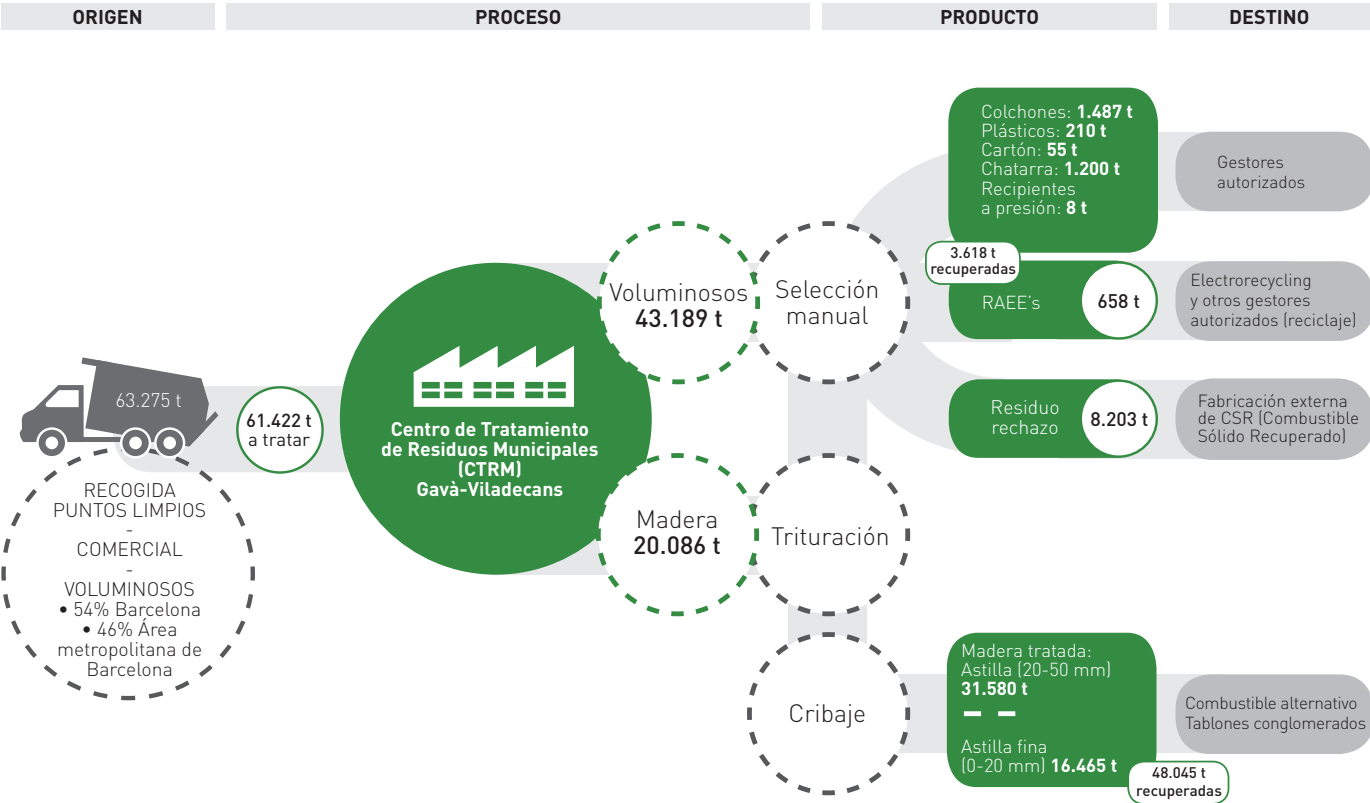 ORIGEN
PROCESO
PRODUCTO
DESTINO
63.275 t
RECOGIDA
PUNTOS LIMPIOS
-
COMERCIAL
-
VOLUMINOSOS
• 54% Barcelona
• 46% Área
metropolitana de
Barcelona
61.422 t
a tratar
Centro de Tratamiento
de Residuos Municipales
(CTRM)
Gavà-Viladecans
Voluminosos
43.189 t
Selección
manual
Madera
20.086 t
Trituración
Cribaje
Colchones: 1.487 t
Plásticos: 210 t
Cartón: 55 t
Chatarra: 1.200 t
Recipientes
a presión: 8 t
Gestores
autorizados
3.618 t
recuperadas
RAEE's
658 t
Electrorecycling
y otros gestores
autorizados (reciclaje)
Residuo
rechazo
8.203 t
Fabricación externa
de CSR (Combustible
Sólido Recuperado)
Madera tratada:
Astilla (20-50 mm)
31.580 t
Astilla fina
(0-20 mm) 16.465 t
48.045 t
recuperadas
Combustible alternativo
Tablones conglomerados